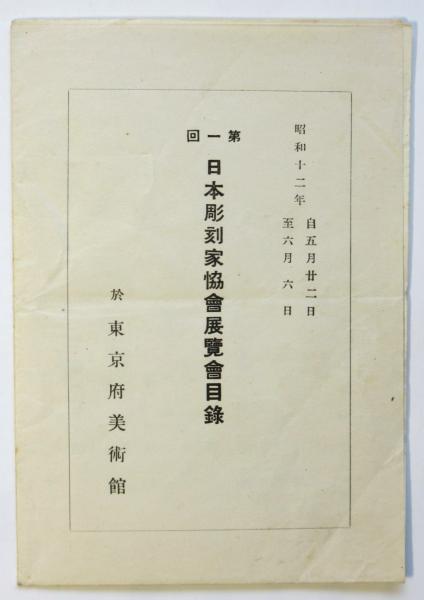 昭和十二年
自五月廿二日
至六月六日
第一回
日本彫刻家協會展覽會目錄
於東京府美術館